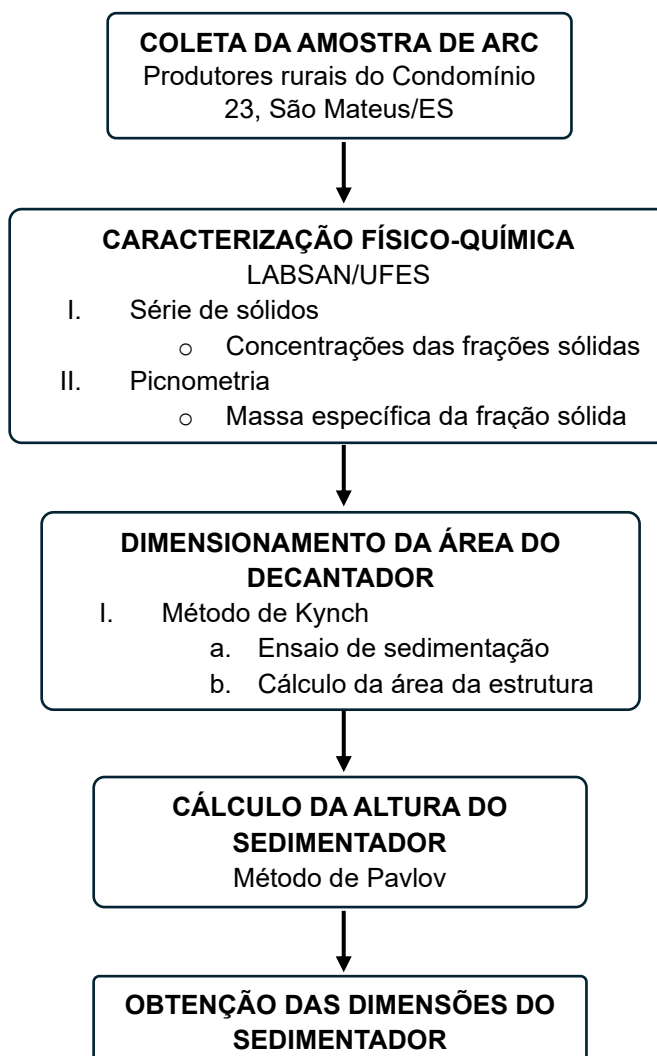 COLETA DA AMOSTRA DE ARC
Produtores rurais do Condomínio
23, São Mateus/ES
CARACTERIZAÇÃO FÍSICO-QUÍMICA
LABSAN/UFES
I. Série de sólidos
o Concentrações das frações sólidas
II. Picnometria
o Massa específica da fração sólida
DIMENSIONAMENTO DA ÁREA DO
DECANTADOR
I. Método de Kynch
a. Ensaio de sedimentação
b. Cálculo da área da estrutura
CÁLCULO DA ALTURA DO
SEDIMENTADOR
Método de Pavlov
OBTENÇÃO DAS DIMENSÕES DO
SEDIMENTADOR